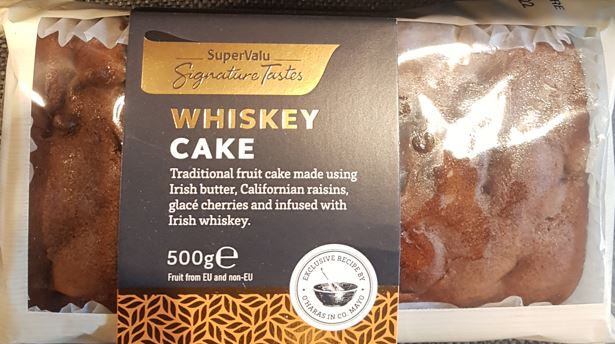 SuperValu
Signature Tastes
WHISKEY
CAKE
Traditional fruit cake made using
Irish butter, Californian raisins,
glacé cherries and infused with
Irish whiskey.
500g℮
Fruit from EU and non-EU
EXCLUSIVE RECIPE BY
O'HARAS IN CO. MAYO